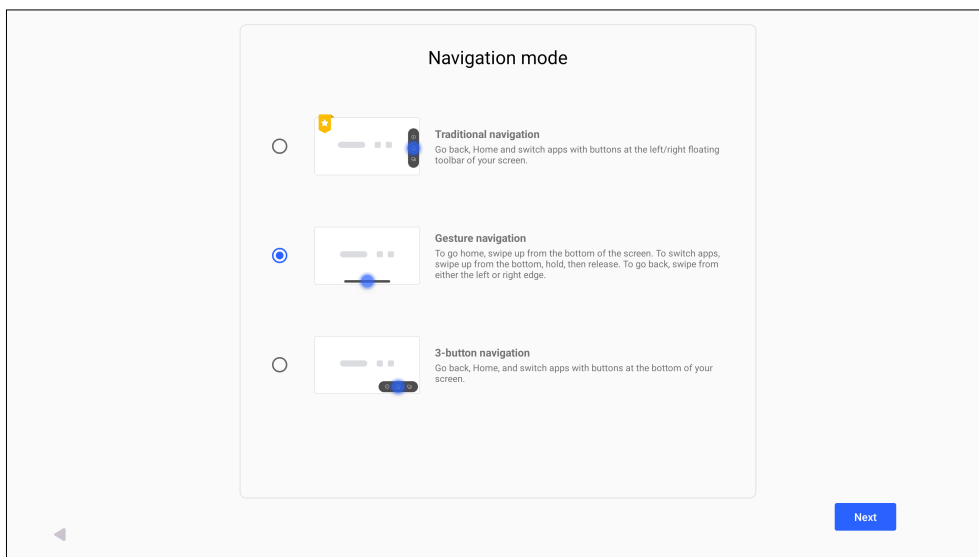 Navigation mode
Traditional navigation
Go back, Home and switch apps with buttons at the left/right floating
toolbar of your screen.
Gesture navigation
To go home, swipe up from the bottom of the screen. To switch apps,
swipe up from the bottom, hold, then release. To go back, swipe from
either the left or right edge.
3-button navigation
Go back, Home, and switch apps with buttons at the bottom of your
screen.
Next